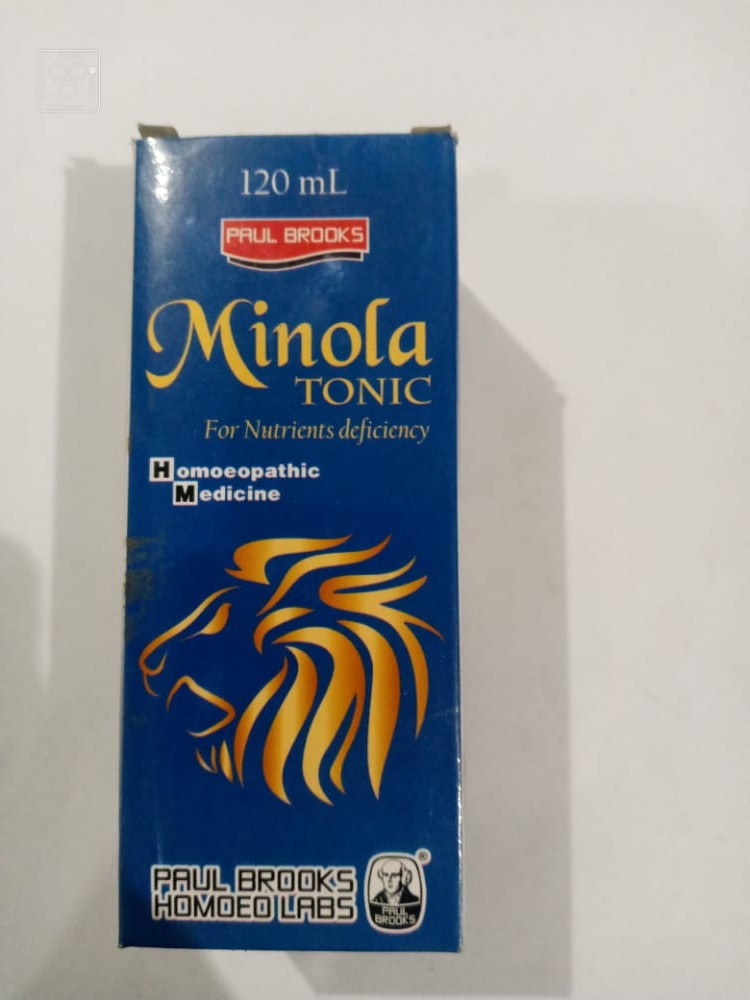 120 mL
PAUL BROOKS
Minola
TONIC
For Nutrients deficiency
Homoeopathic
Medicine
PAUL BROOKS
HOMOEO LABS
®
PAUL
BROOKS